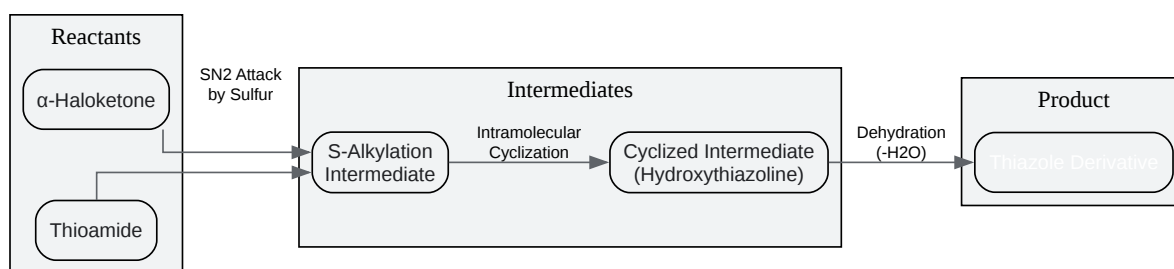 Reactants
α-Haloketone
Thioamide
SN2 Attack
by Sulfur
Intermediates
S-Alkylation
Intermediate
Intramolecular
Cyclization
Cyclized Intermediate
(Hydroxythiazoline)
Dehydration
(-H2O)
Product
Thiazole Derivative